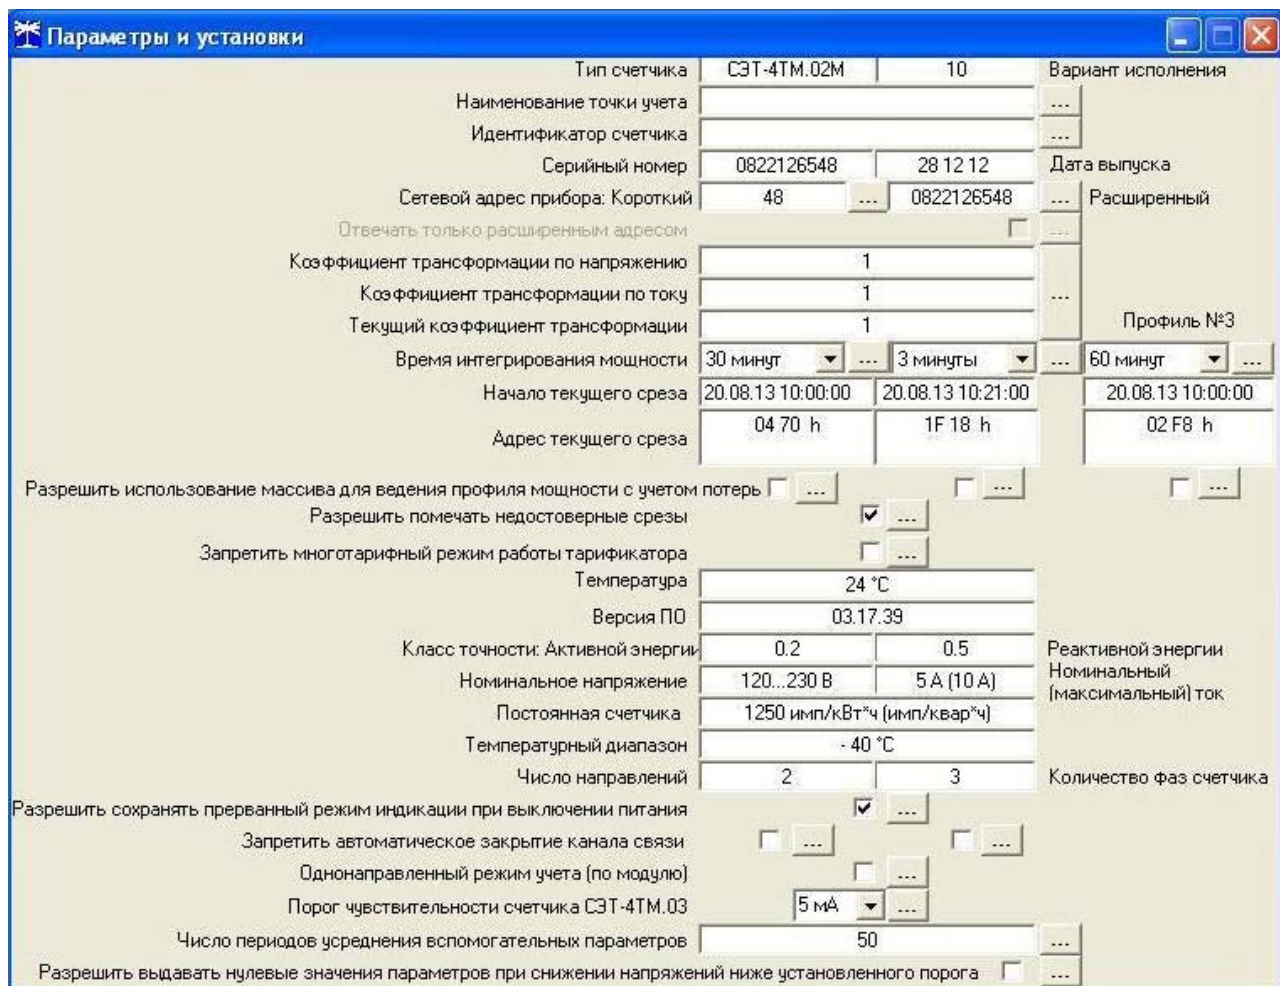 Параметры и установки
Тип счетчика СЭТ-4ТМ.02М 10 Вариант исполнения
Наименование точки учета ...
Идентификатор счетчика ...
Серийный номер 0822126548 28 12 12 Дата выпуска
Сетевой адрес прибора: Короткий 48 ... 0822126548 ... Расширенный
Отвечать только расширенным адресом ...
Коэффициент трансформации по напряжению 1
Коэффициент трансформации по току 1 ...
Текущий коэффициент трансформации 1 Профиль №3
Время интегрирования мощности 30 минут ... 3 минуты ... 60 минут ...
Начало текущего среза 20.08.13 10:00:00 20.08.13 10:21:00 20.08.13 10:00:00
Адрес текущего среза 04 70 h 1F 18 h 02 F8 h
Разрешить использование массива для ведения профиля мощности с учетом потерь ... ... ...
Разрешить помечать недостоверные срезы ...
Запретить многотарифный режим работы тарификатора ...
Температура 24 °C
Версия ПО 03.17.39
Класс точности: Активной энергии 0.2 0.5 Реактивной энергии
Номинальное напряжение 120...230 В 5 А (10 А) Номинальный (максимальный) ток
Постоянная счетчика 1250 имп/кВт*ч (имп/квар*ч)
Температурный диапазон - 40 °C
Число направлений 2 3 Количество фаз счетчика
Разрешить сохранять прерванный режим индикации при выключении питания ...
Запретить автоматическое закрытие канала связи ... ...
Однонаправленный режим учета (по модулю) ...
Порог чувствительности счетчика СЭТ-4ТМ.03 5 мА ...
Число периодов усреднения вспомогательных параметров 50 ...
Разрешить выдавать нулевые значения параметров при снижении напряжений ниже установленного порога ...